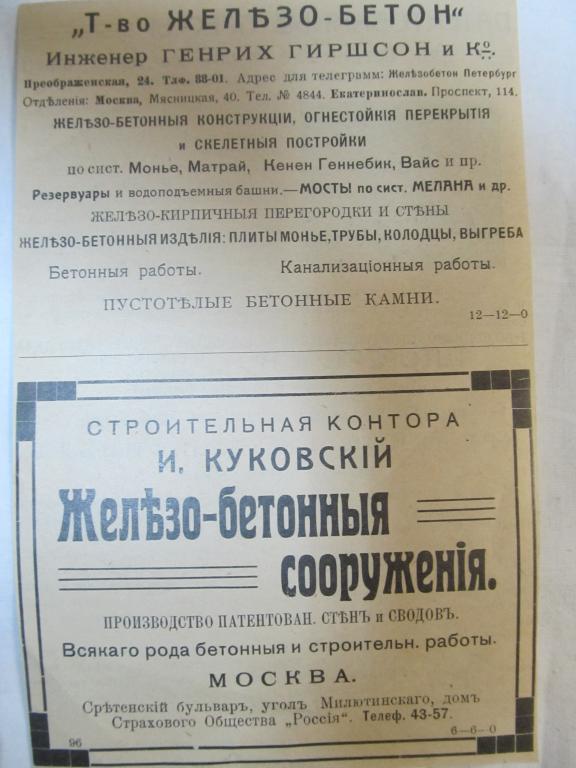 „Т-во ЖЕЛѢЗО-БЕТОН“
Инженер ГЕНРИХ ГИРШСОН и К⁰.
Преображенская, 24. Тлф. 88-01. Адрес для телеграмм: Железобетон Петербург
Отдѣленія: Москва, Мясницкая, 40. Тел. № 4844. Екатеринослав. Проспект, 114.
ЖЕЛѢЗО-БЕТОННЫЯ КОНСТРУКЦІИ, ОГНЕСТОЙКІЯ ПЕРЕКРЫТІЯ
и СКЕЛЕТНЫЯ ПОСТРОЙКИ
по сист. Монье, Матрай, Кенен Геннебик, Вайс и пр.
Резервуары и водоподъемныя башни.—МОСТЫ по сист. МЕЛАНА и др.
ЖЕЛѢЗО-КИРПИЧНЫЯ ПЕРЕГОРОДКИ И СТѢНЫ
ЖЕЛѢЗО-БЕТОННЫЯ ИЗДѢЛІЯ: ПЛИТЫ МОНЬЕ, ТРУБЫ, КОЛОДЦЫ, ВЫГРЕБА
Бетонныя работы. Канализаціонныя работы.
ПУСТОТѢЛЫЕ БЕТОННЫЕ КАМНИ.
12—12—0
СТРОИТЕЛЬНАЯ КОНТОРА
И. КУКОВСКІЙ
Желѣзо-бетонныя
сооруженія.
ПРОИЗВОДСТВО ПАТЕНТОВАН. СТѢНЪ и СВОДОВЪ.
Всякаго рода бетонныя и строительн. работы.
МОСКВА.
Срѣтенскій бульвар, уголъ Милютинскаго, домъ
Страхового Общества „Россія“. Телеф. 43-57.
96
6—6—0